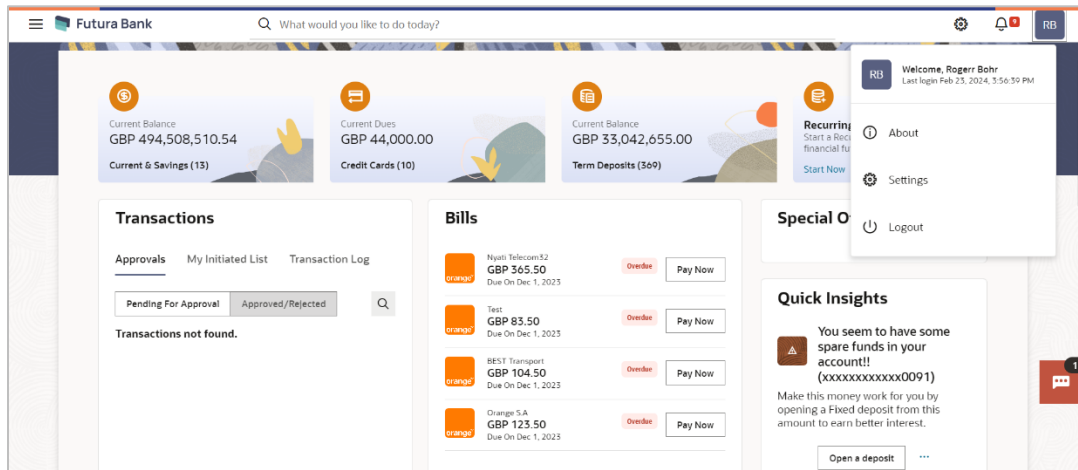 Futura Bank
What would you like to do today?
9
RB
RB
Welcome, Rogerr Bohr
Last login Feb 23, 2024, 3:56:39 PM
About
Settings
Logout
Current Balance
GBP 494,508,510.54
Current & Savings (13)
Current Dues
GBP 44,000.00
Credit Cards (10)
Current Balance
GBP 33,042,655.00
Term Deposits (369)
Recurring
Start a Rec
financial fu
Start Now
Transactions
Approvals My Initiated List Transaction Log
Pending For Approval Approved/Rejected
Transactions not found.
Bills
orange
Nyati Telecom32
GBP 365.50
Due On Dec 1, 2023
Overdue
Pay Now
orange
Test
GBP 83.50
Due On Dec 1, 2023
Overdue
Pay Now
orange
BEST Transport
GBP 104.50
Due On Dec 1, 2023
Overdue
Pay Now
orange
Orange S.A
GBP 123.50
Due On Dec 1, 2023
Overdue
Pay Now
Special O
Quick Insights
You seem to have some
spare funds in your
account!!
(xxxxxxxxxxxx0091)
Make this money work for you by
opening a Fixed deposit from this
amount to earn better interest.
Open a deposit ...
1